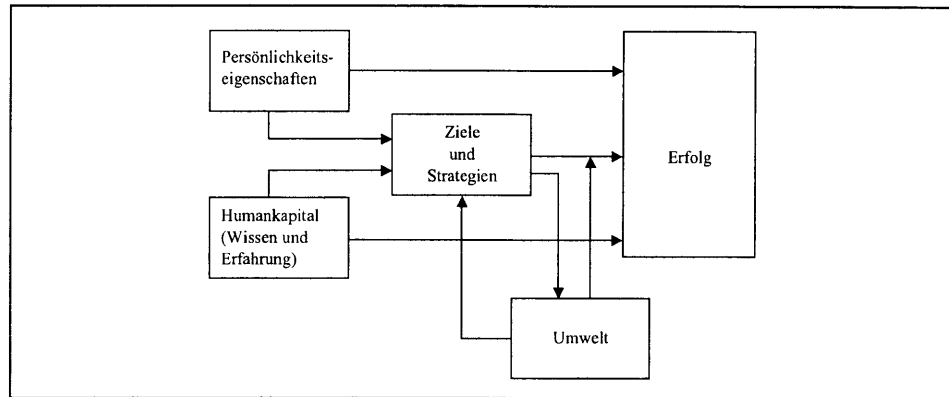 Persönlichkeits-
eigenschaften
Ziele
und
Strategien
Erfolg
Humankapital
(Wissen und
Erfahrung)
Umwelt